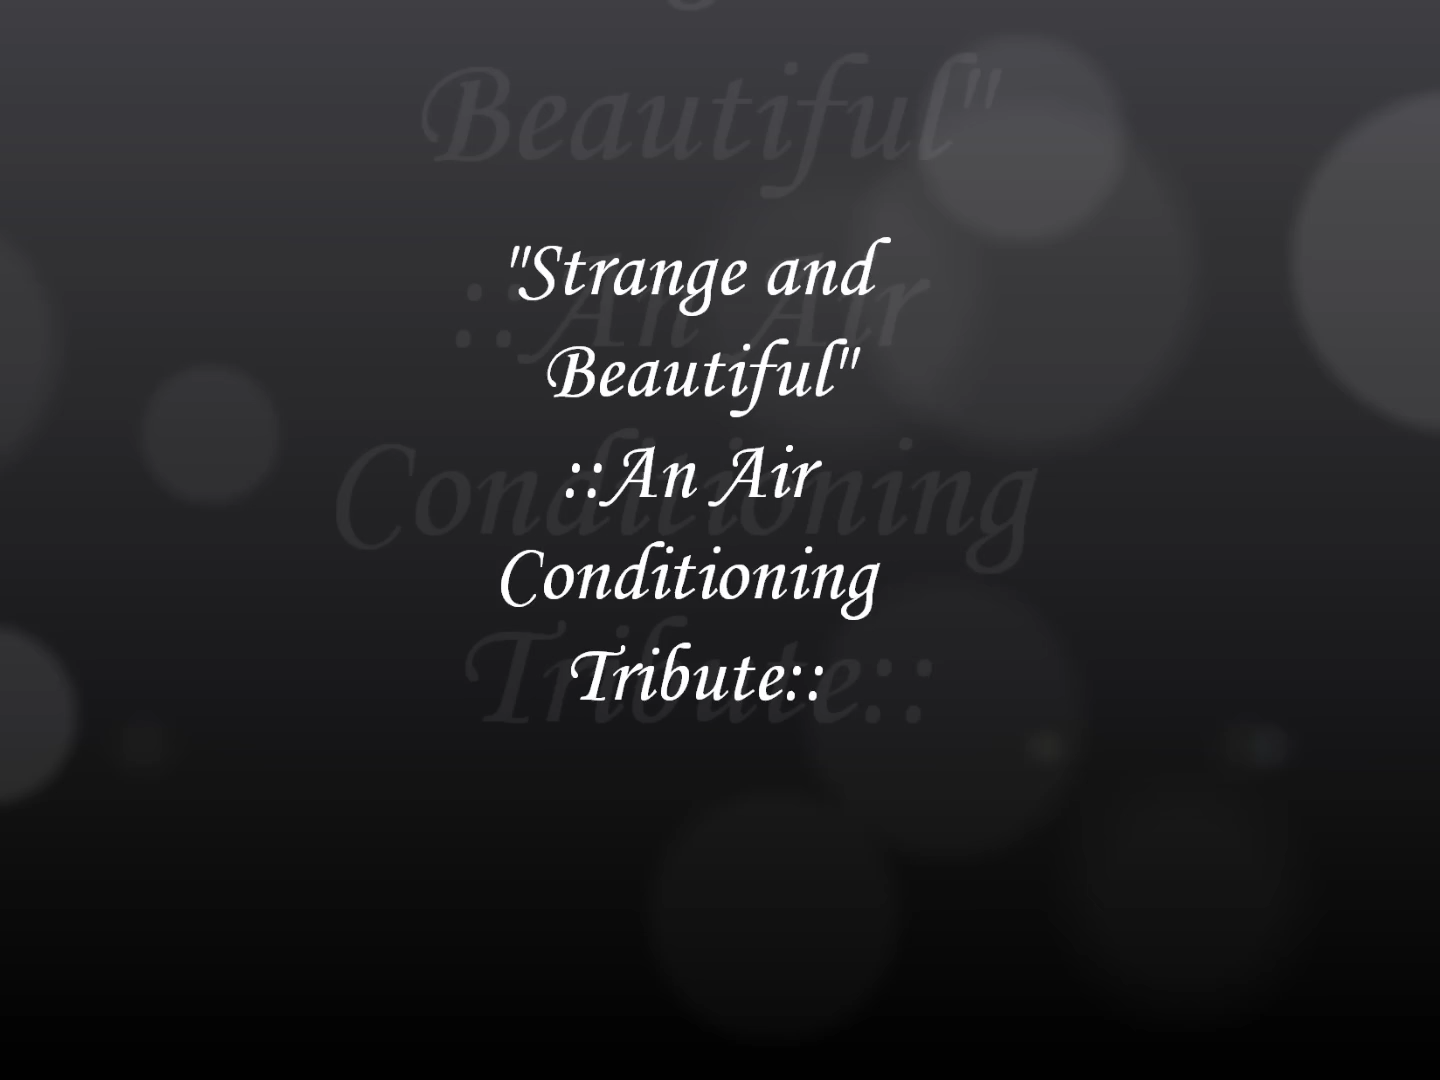 "Strange and
Beautiful"
::An Air
Conditioning
Tribute::